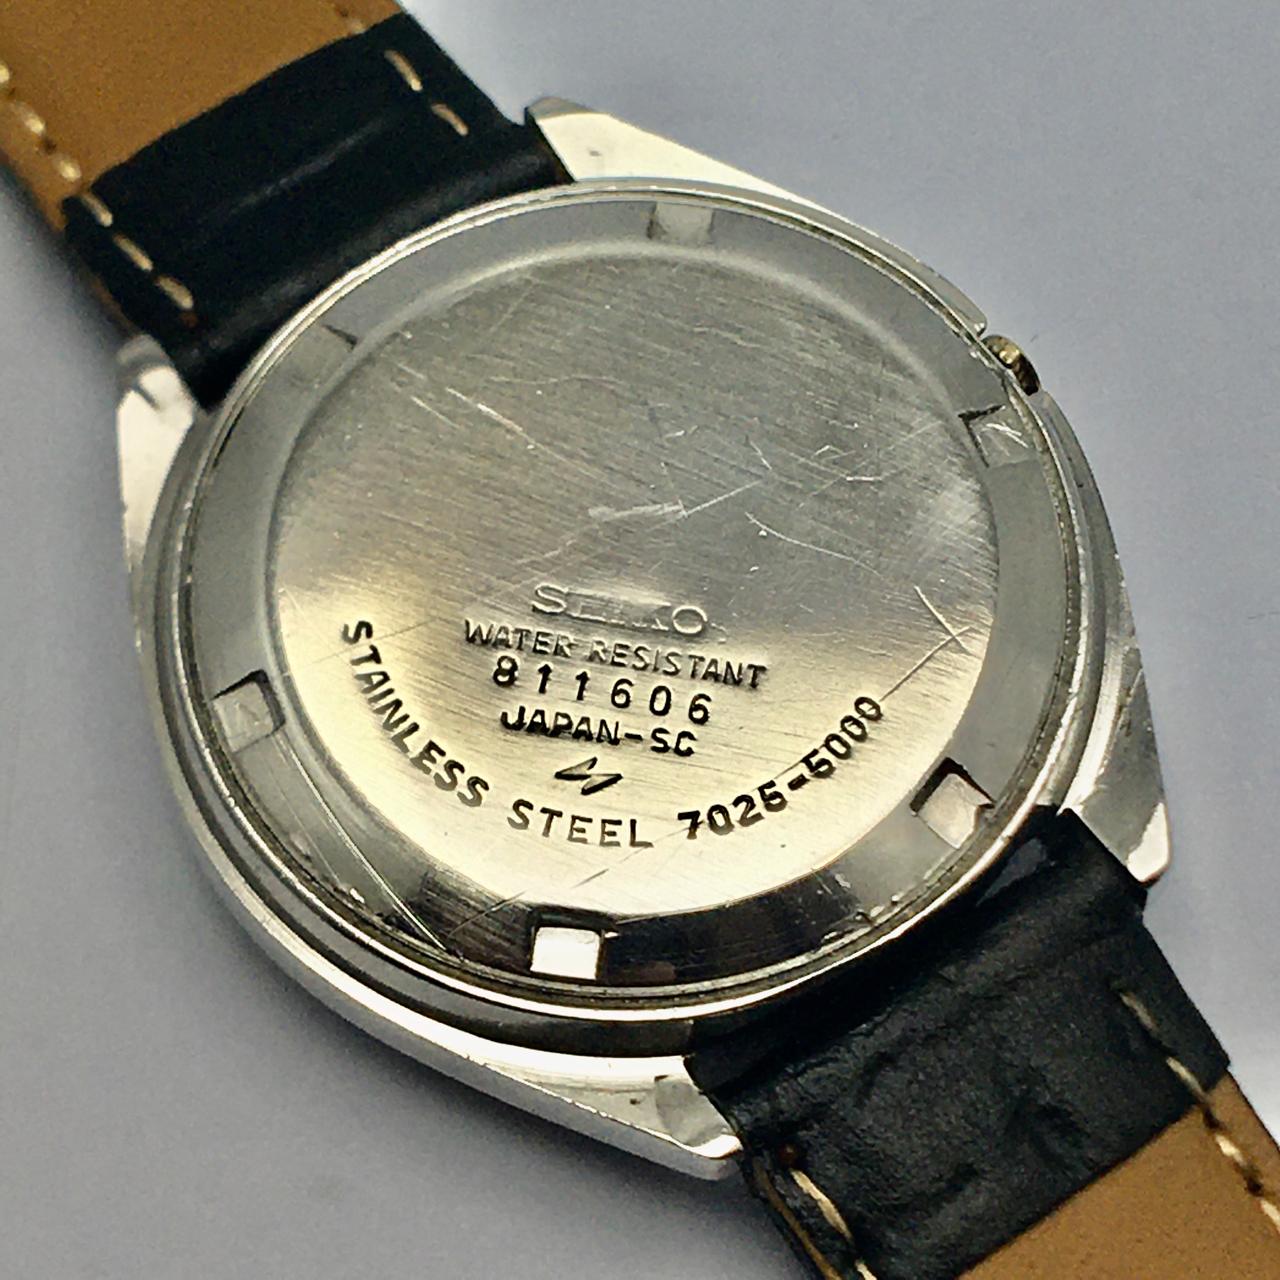 SEIKO
WATER RESISTANT
811606
JAPAN-SC
STAINLESS STEEL 7025-5000